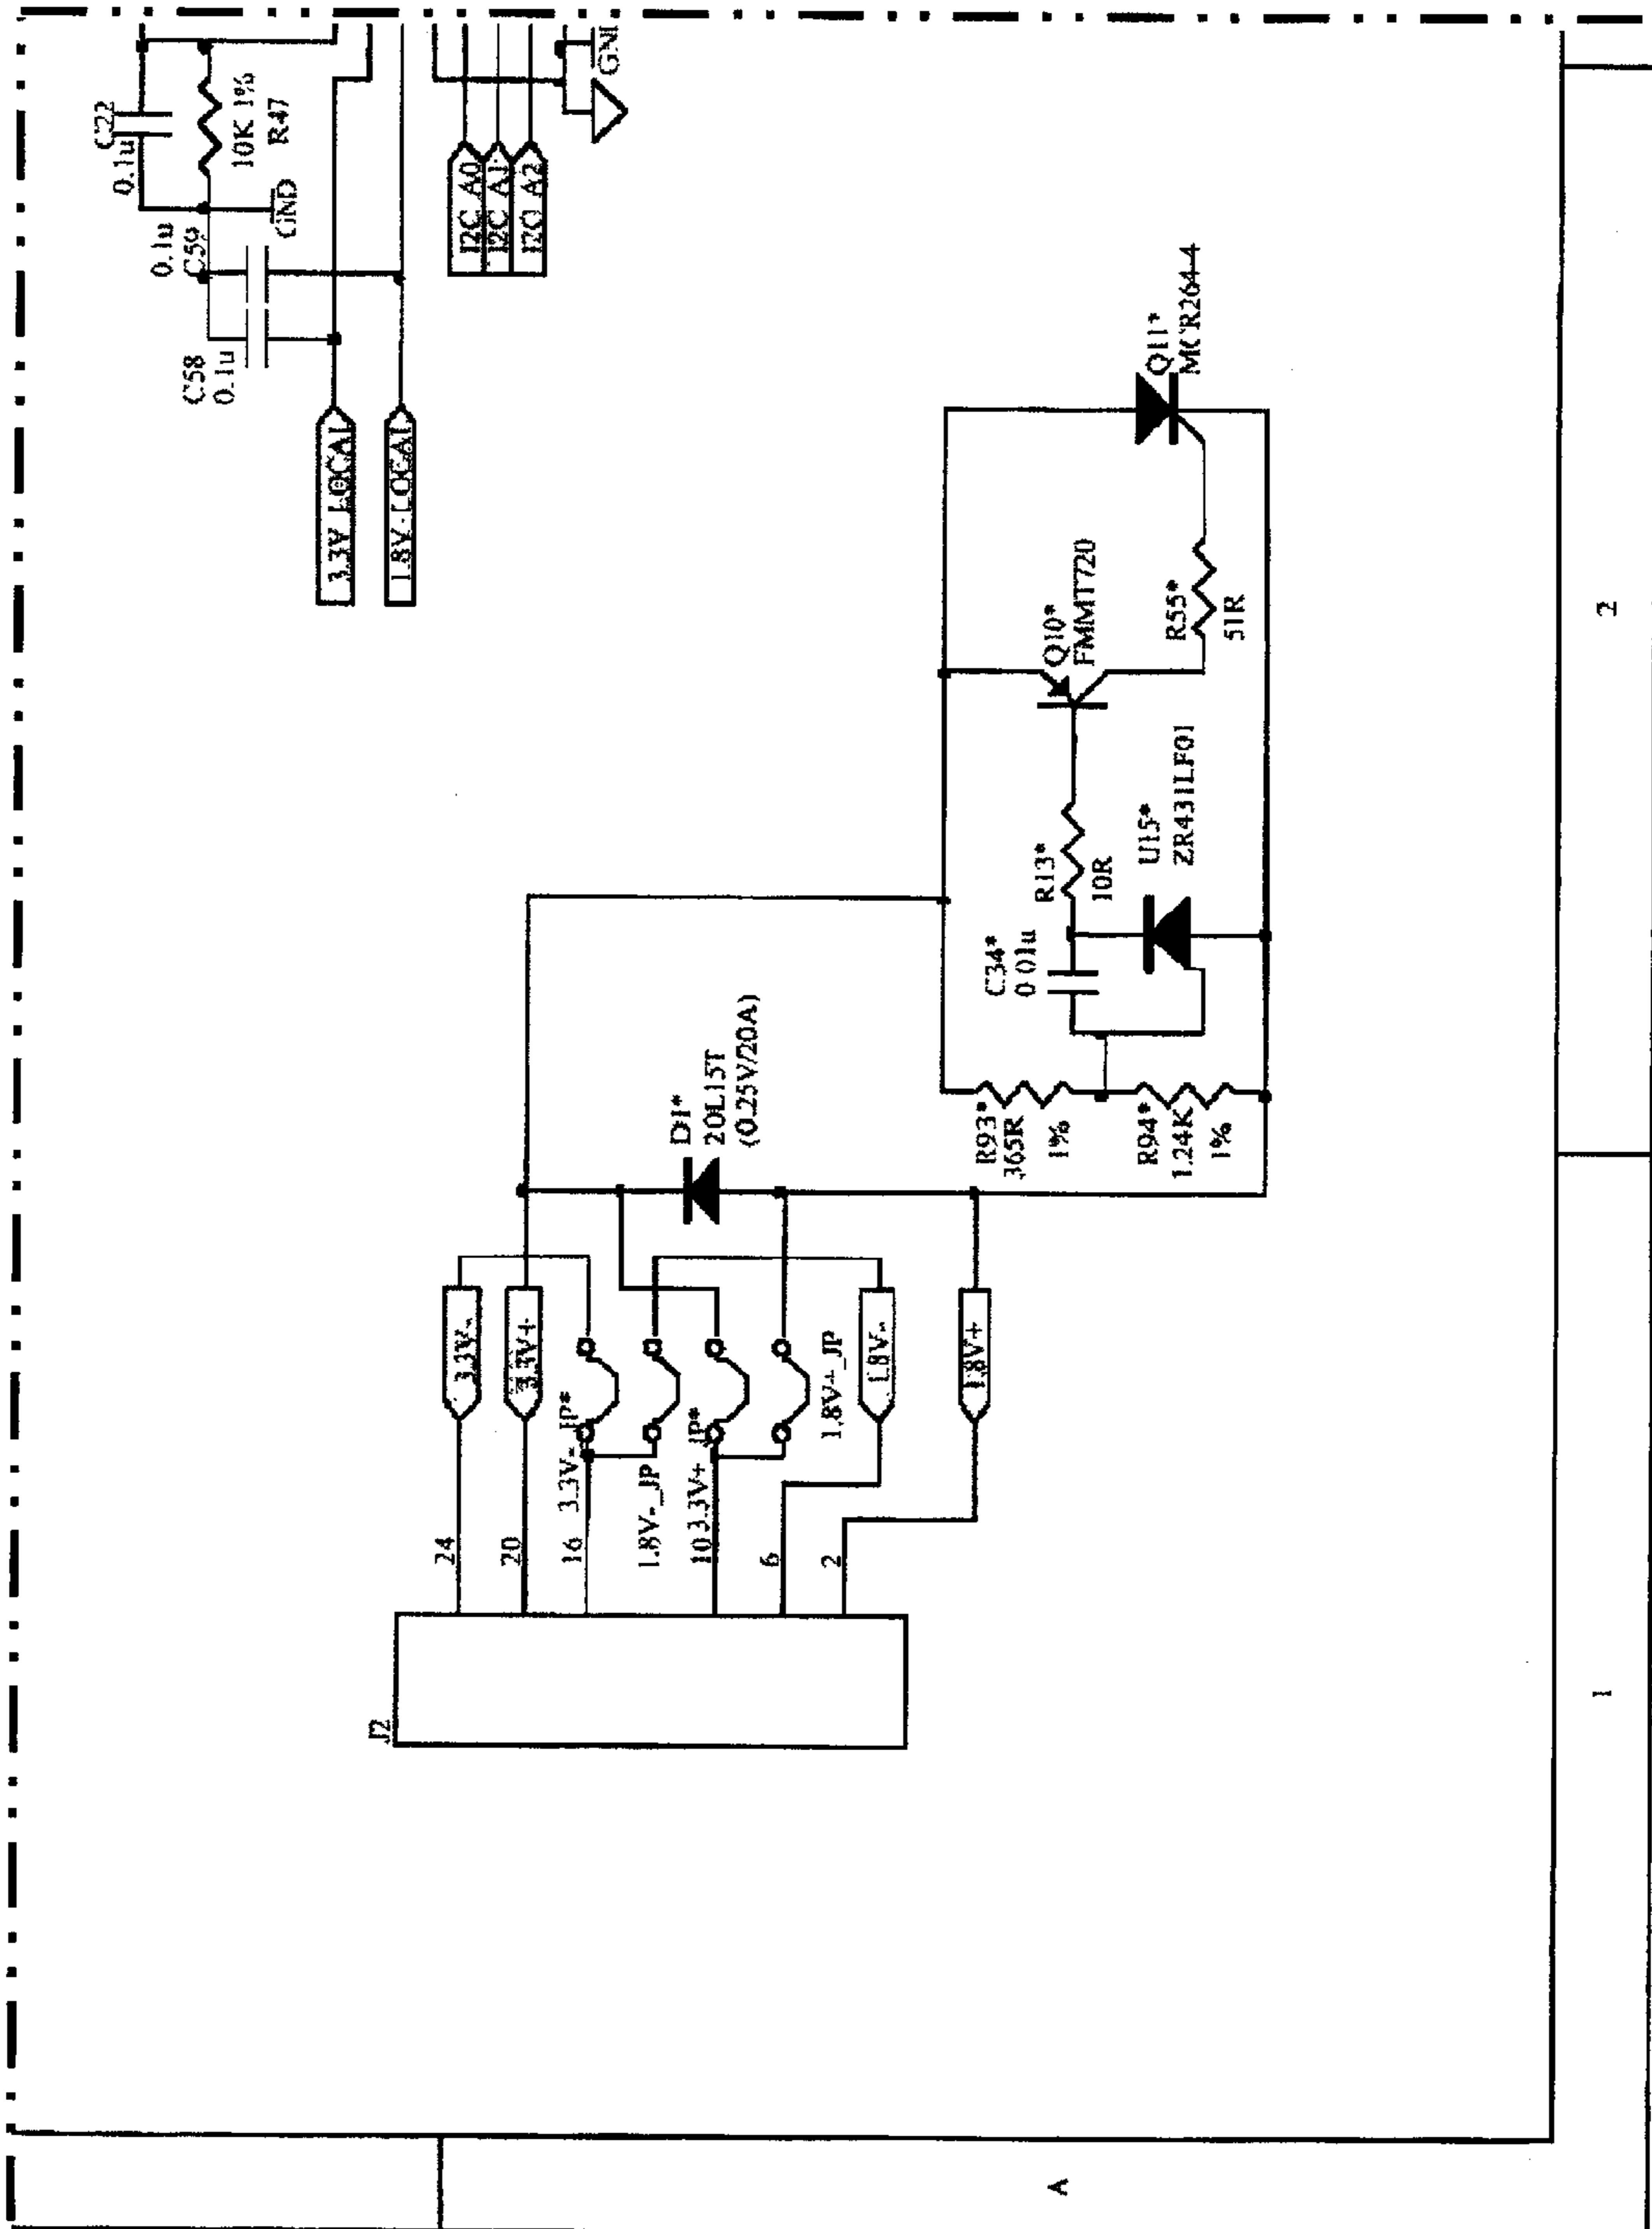 C22
0.1u
10K 1%
R47
GND
0.1u
C59
C58
0.1u
3.3V_LOCAL
1.8V-LOCAL
I2C_A0
I2C_A1
I2C_A2
J2
24
3.3V-
20
3.3V+
16
3.3V-_JP*
1.8V-_JP
10
3.3V+_JP*
6
1.8V+_JP
2
1.8V-
1.8V+
D1*
20L15T
(0.25V/20A)
R93*
365R
1%
R94*
1.24K
1%
C34*
0.01u
R13*
10R
U15*
ZR431LF01
Q10*
FMMT720
R55*
51R
Q11*
MCR264-4
A
1
2